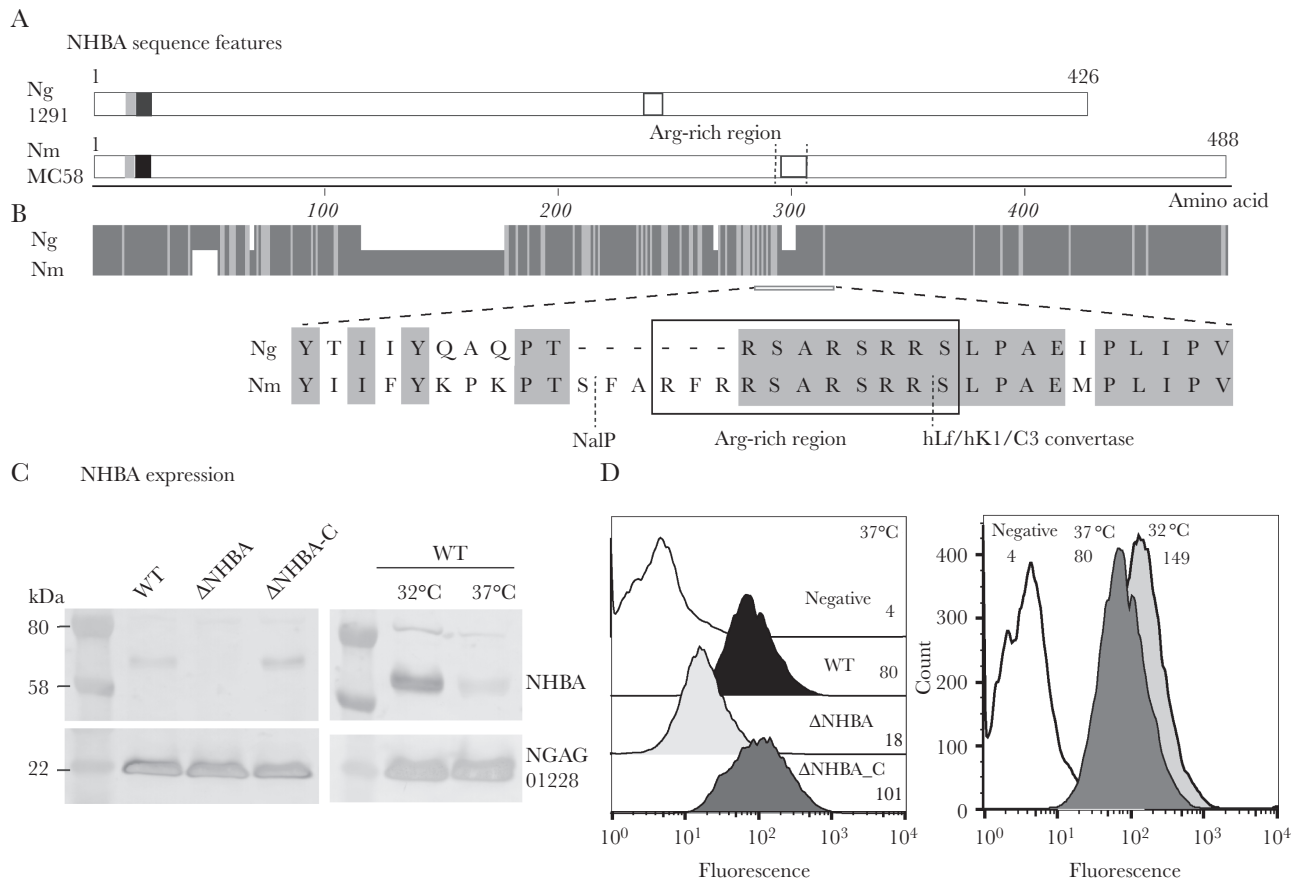 A
NHBA sequence features
Ng
1291
1
426
Arg-rich region
Nm
MC58
1
488
Amino acid
100 200 300 400
B
Ng
Nm
Ng Y T I I Y Q A Q P T - - - - - - R S A R S R R S L P A E I P L I P V
Nm Y I I F Y K P K P T S F A R F R R S A R S R R S L P A E M P L I P V
NalP Arg-rich region hLf/hK1/C3 convertase
C NHBA expression
kDa WT ΔNHBA ΔNHBA-C
WT
32°C 37°C
80
58
NHBA
22
NGAG
01228
D
37°C
Negative 4
WT 80
ΔNHBA 18
ΔNHBA_C 101
10⁰ 10¹ 10² 10³ 10⁴
Fluorescence
Negative 37 °C 32 °C
4 80 149
Count
400
300
200
100
0
10⁰ 10¹ 10² 10³ 10⁴
Fluorescence